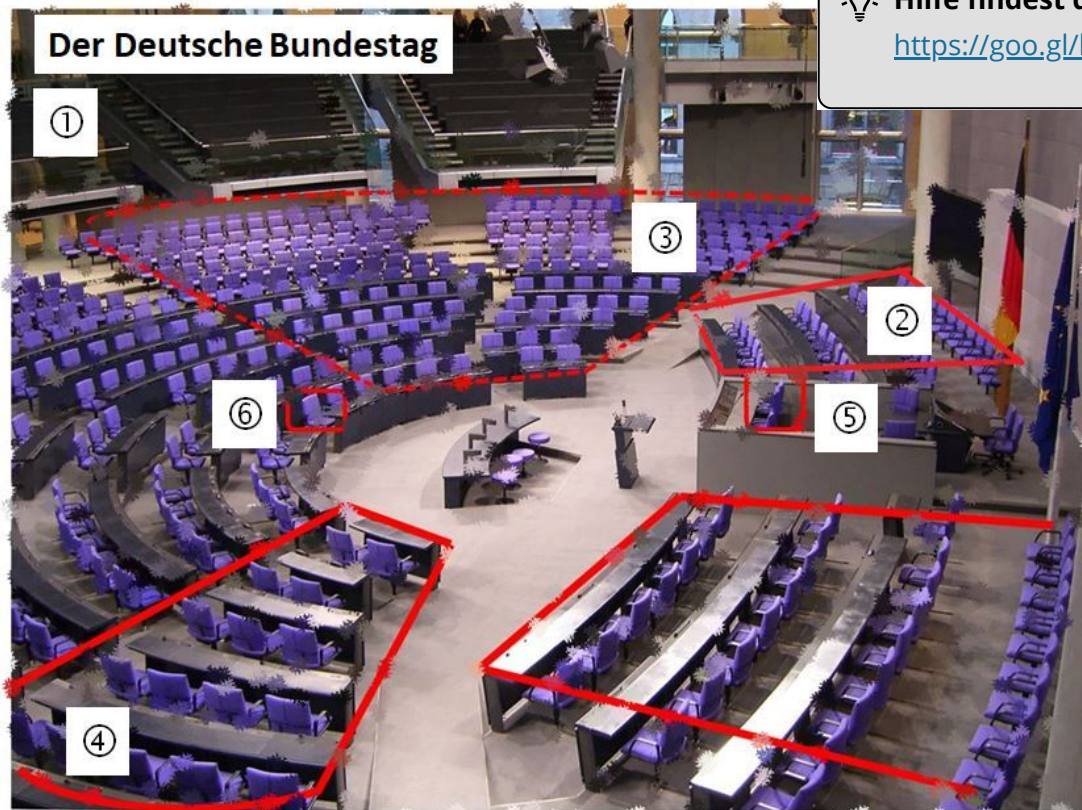 Hilfe findest
https://goo.gl/
Der Deutsche Bundestag
①
③
②
⑥
⑤
④